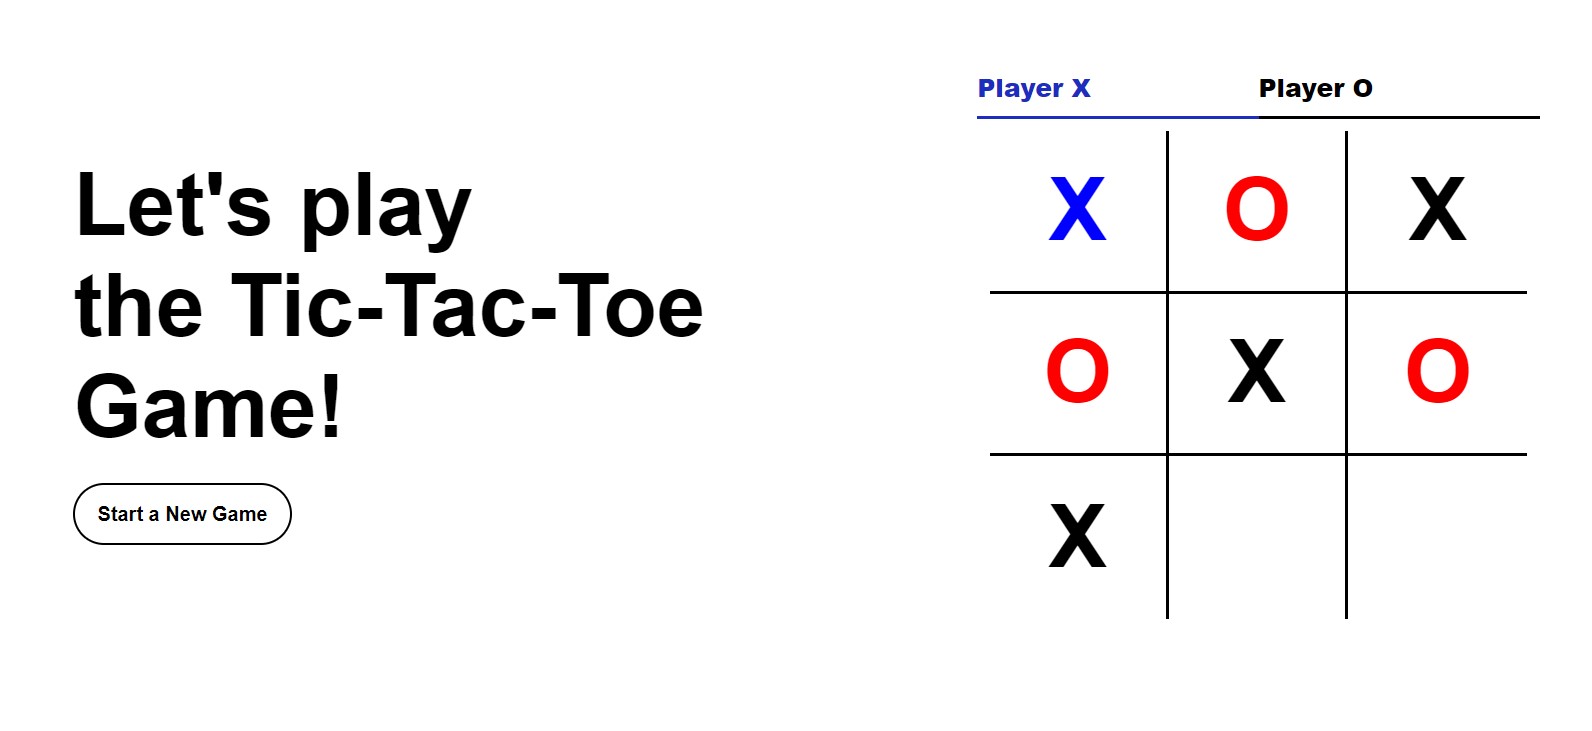 Let's play
the Tic-Tac-Toe
Game!
Start a New Game
Player X Player O
X O X
O X O
X